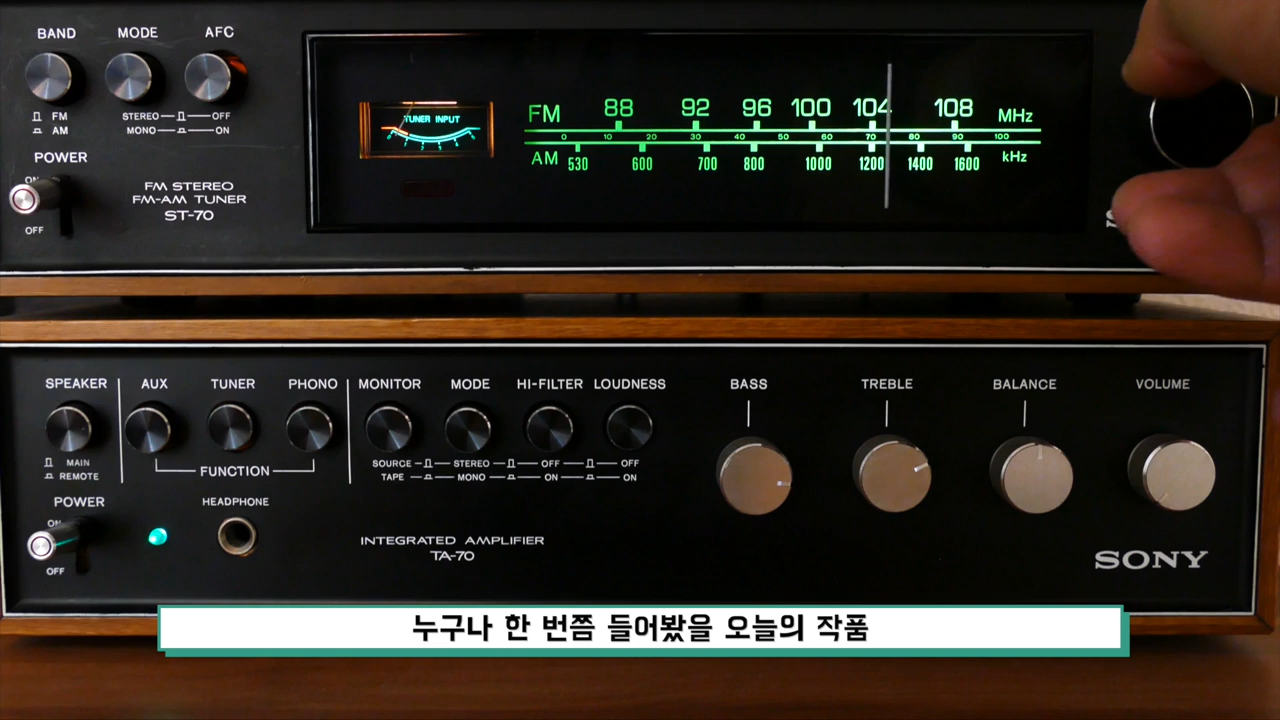 BAND MODE AFC
FM
AM
STEREO OFF
MONO ON
POWER
ON
OFF
FM STEREO
FM-AM TUNER
ST-70
TUNER INPUT
FM 88 92 96 100 104 108 MHz
0 10 20 30 40 50 60 70 80 90 100
AM 530 600 700 800 1000 1200 1400 1600 kHz
SPEAKER AUX TUNER PHONO MONITOR MODE HI-FILTER LOUDNESS BASS TREBLE BALANCE VOLUME
MAIN
REMOTE
FUNCTION
SOURCE STEREO OFF OFF
TAPE MONO ON ON
POWER
ON
OFF
HEADPHONE
INTEGRATED AMPLIFIER
TA-70
SONY
누구나 한 번쯤 들어봤을 오늘의 작품